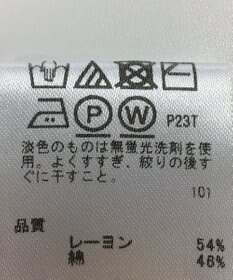 P W P23T
淡色のものは無蛍光洗剤を使
用。よくすすぎ、絞りの後す
ぐに干すこと。
101
品質
レーヨン 54%
綿 46%